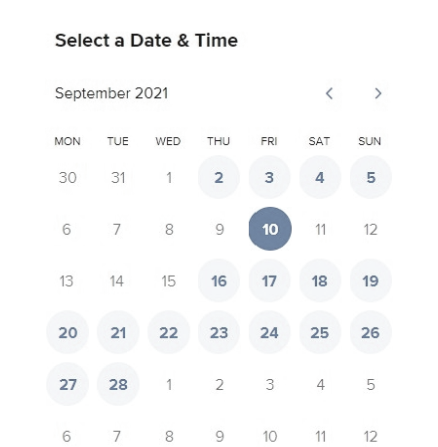 Select a Date & Time
September 2021
MON TUE WED THU FRI SAT SUN
30 31 1 2 3 4 5
6 7 8 9 10 11 12
13 14 15 16 17 18 19
20 21 22 23 24 25 26
27 28 1 2 3 4 5
6 7 8 9 10 11 12